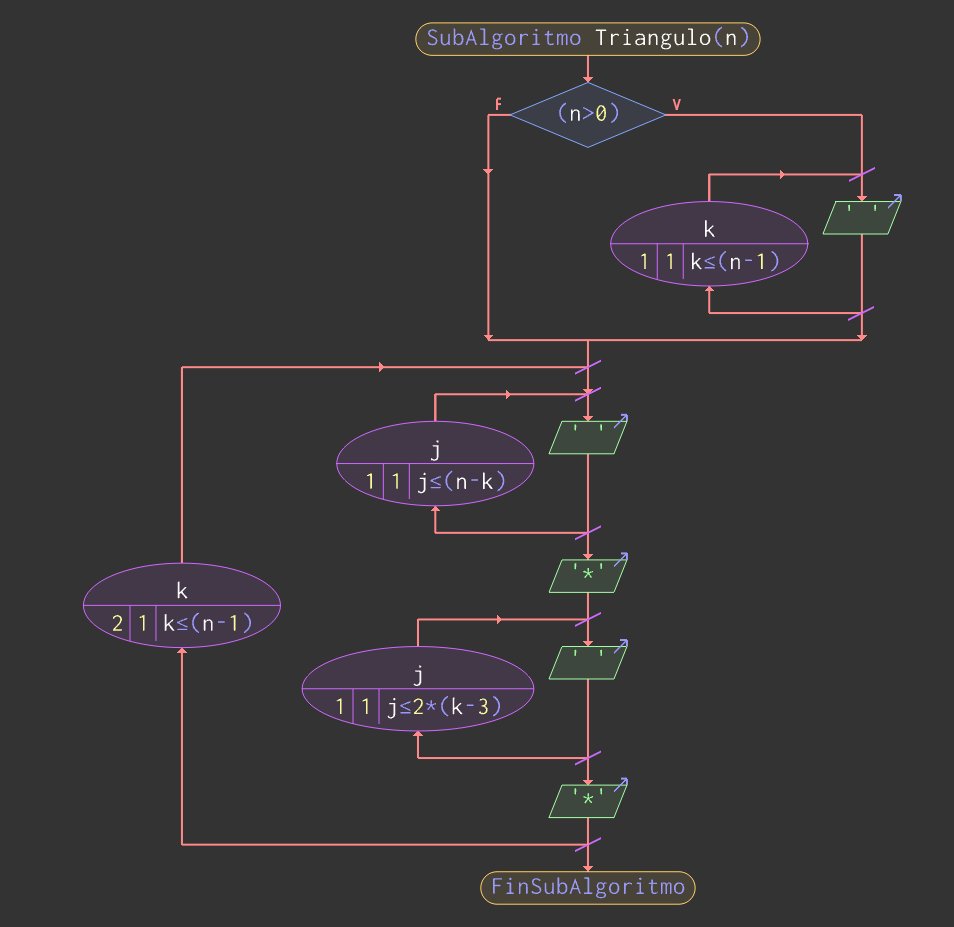 SubAlgoritmo Triangulo(n)
F
V
(n>0)
' '
k
1 1 k≤(n-1)
' '
j
1 1 j≤(n-k)
'*'
k
2 1 k≤(n-1)
' '
j
1 1 j≤2*(k-3)
'*'
FinSubAlgoritmo